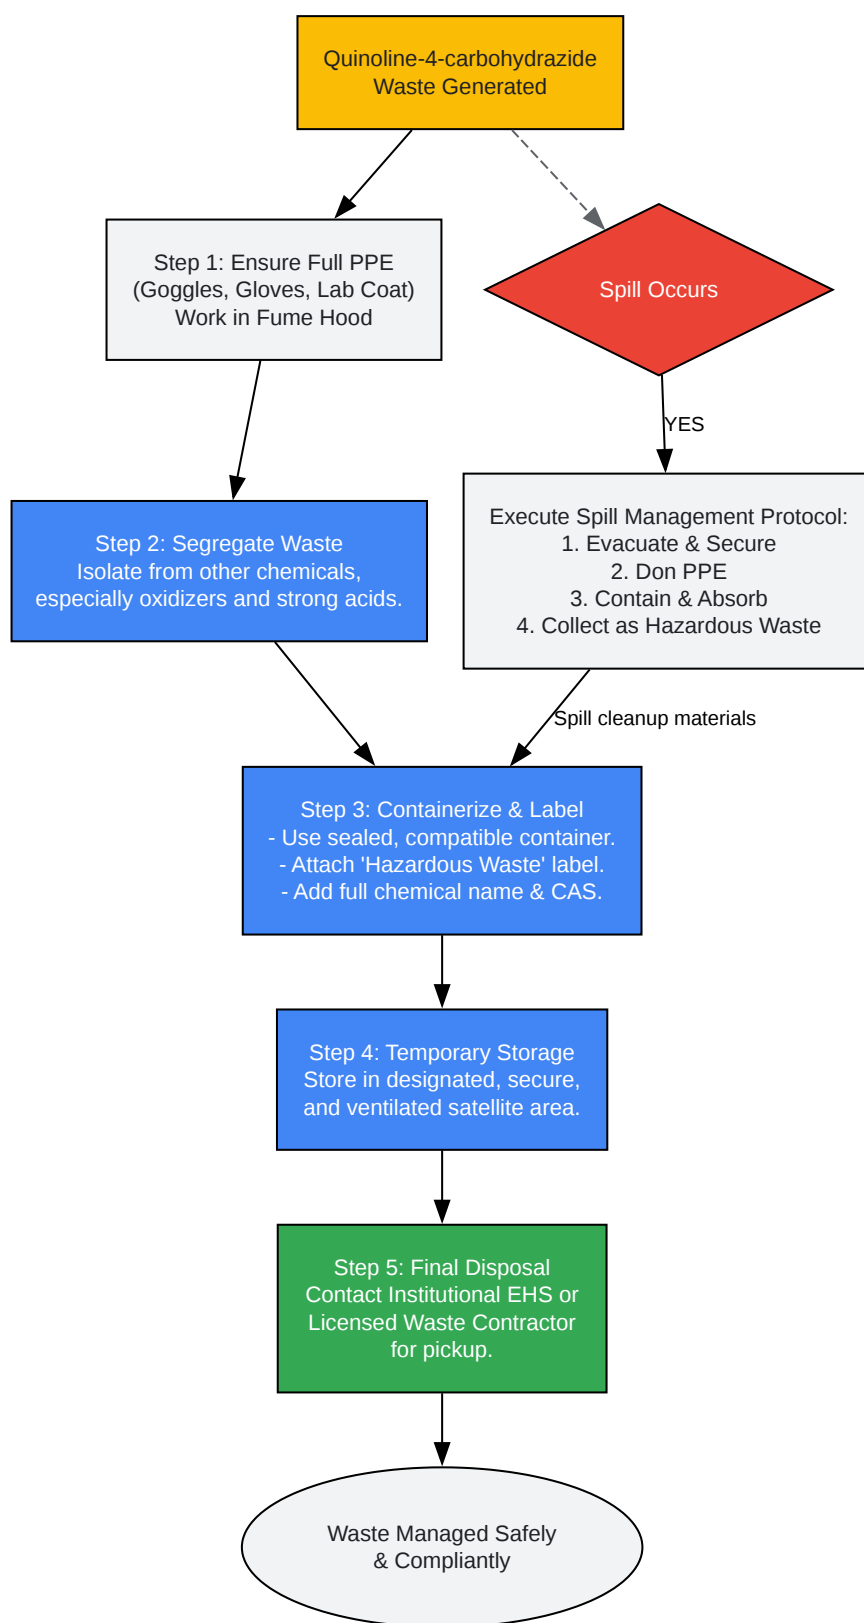 Quinoline-4-carbohydrazide
Waste Generated
Step 1: Ensure Full PPE
(Goggles, Gloves, Lab Coat)
Work in Fume Hood
Spill Occurs
YES
Step 2: Segregate Waste
Isolate from other chemicals,
especially oxidizers and strong acids.
Execute Spill Management Protocol:
1. Evacuate & Secure
2. Don PPE
3. Contain & Absorb
4. Collect as Hazardous Waste
Spill cleanup materials
Step 3: Containerize & Label
- Use sealed, compatible container.
- Attach 'Hazardous Waste' label.
- Add full chemical name & CAS.
Step 4: Temporary Storage
Store in designated, secure,
and ventilated satellite area.
Step 5: Final Disposal
Contact Institutional EHS or
Licensed Waste Contractor
for pickup.
Waste Managed Safely
& Compliantly